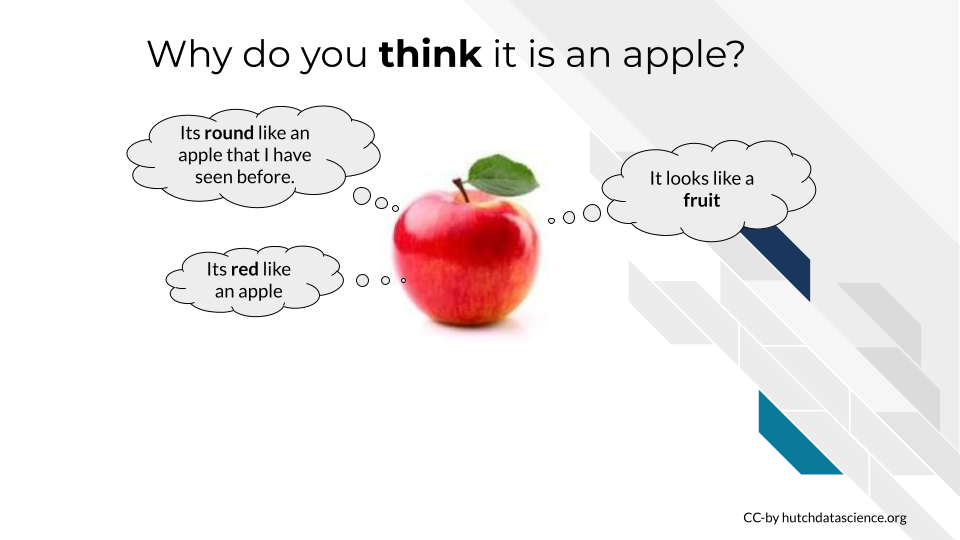 Why do you think it is an apple?
Its round like an
apple that I have
seen before.
It looks like a
fruit
Its red like
an apple
CC-by hutchdatascience.org